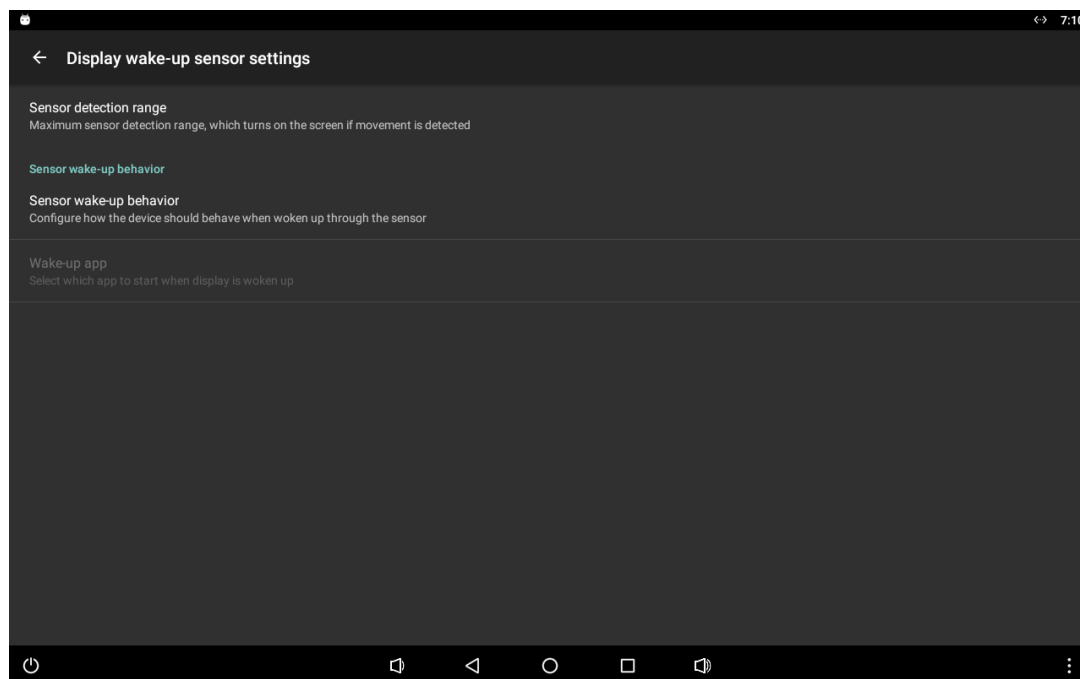 7:10
Display wake-up sensor settings
Sensor detection range
Maximum sensor detection range, which turns on the screen if movement is detected
Sensor wake-up behavior
Sensor wake-up behavior
Configure how the device should behave when woken up through the sensor
Wake-up app
Select which app to start when display is woken up